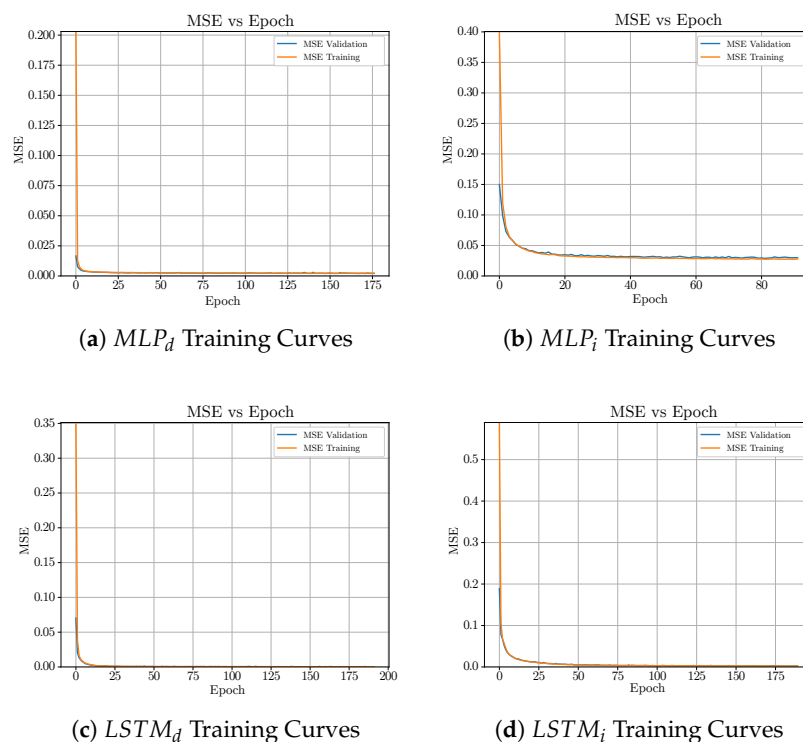 MSE vs Epoch
MSE Validation
MSE Training
0.200
0.175
0.150
0.125
0.100
0.075
0.050
0.025
0.000
MSE
0 25 50 75 100 125 150 175
Epoch
(a) MLP_d Training Curves
MSE vs Epoch
MSE Validation
MSE Training
0.40
0.35
0.30
0.25
0.20
0.15
0.10
0.05
0.00
MSE
0 20 40 60 80
Epoch
(b) MLP_i Training Curves
MSE vs Epoch
MSE Validation
MSE Training
0.35
0.30
0.25
0.20
0.15
0.10
0.05
0.00
MSE
0 25 50 75 100 125 150 175 200
Epoch
(c) LSTM_d Training Curves
MSE vs Epoch
MSE Validation
MSE Training
0.5
0.4
0.3
0.2
0.1
0.0
MSE
0 25 50 75 100 125 150 175
Epoch
(d) LSTM_i Training Curves